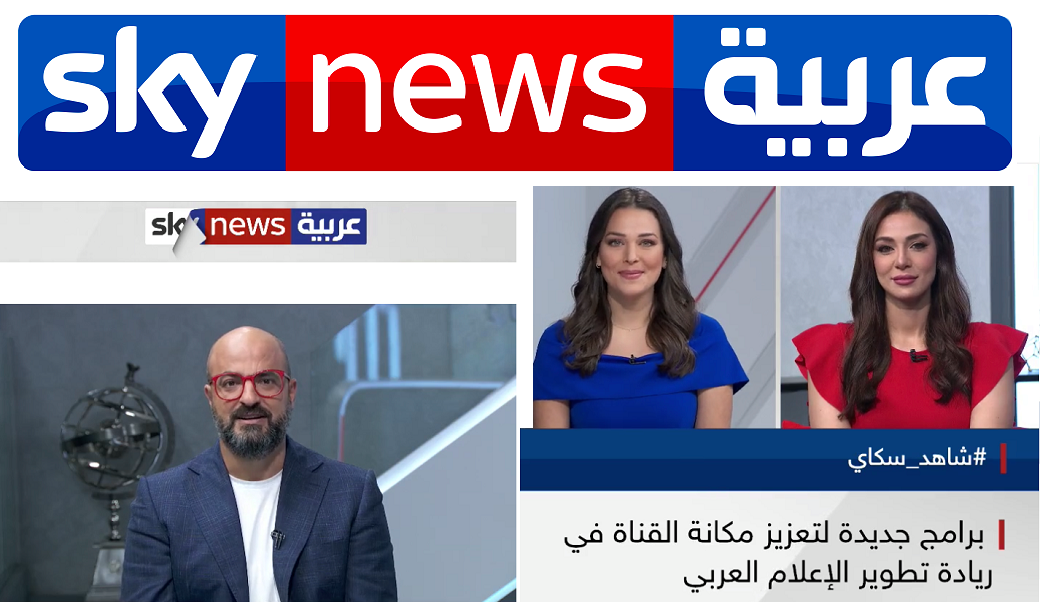 sky news عربية
sky news عربية
#شاهد_سكاي
برامج جديدة لتعزيز مكانة القناة في
ريادة تطوير الإعلام العربي